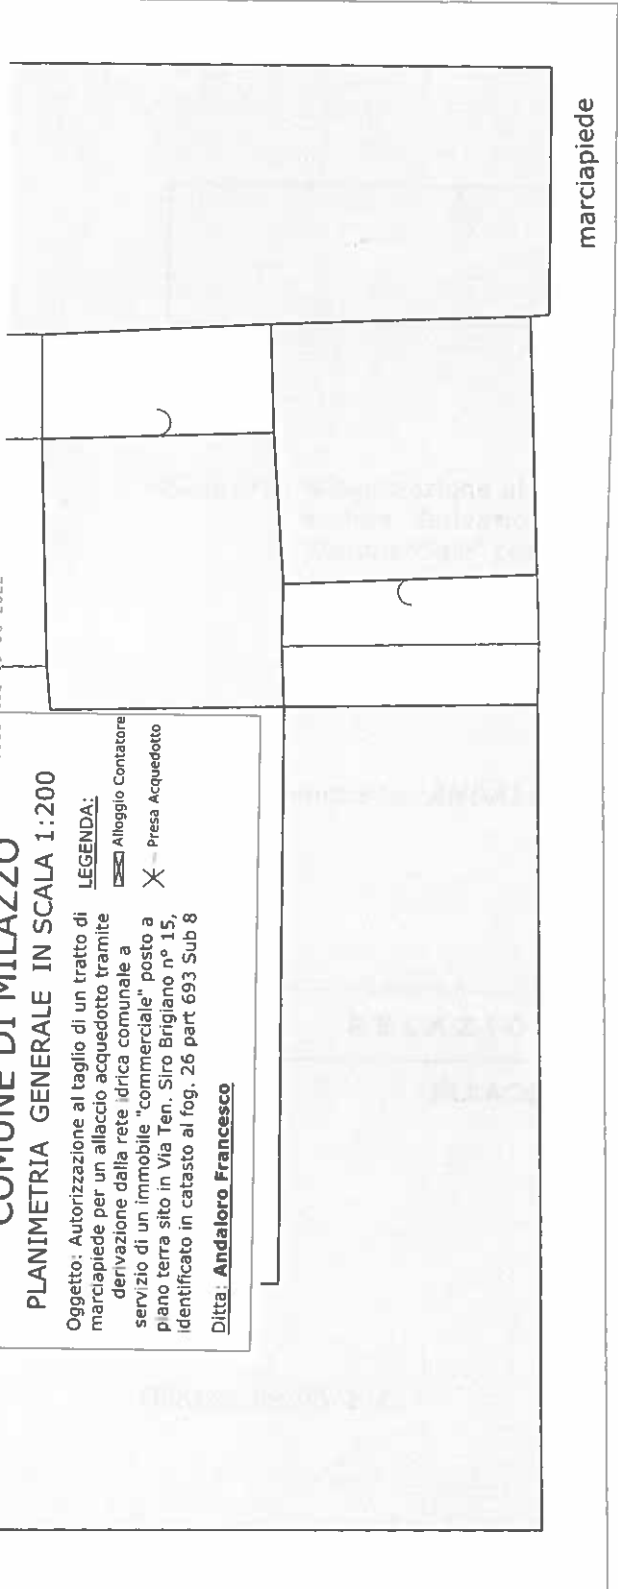 COMUNE DI MILAZZO
PLANIMETRIA GENERALE IN SCALA 1:200
Oggetto: Autorizzazione al taglio di un tratto di
marciapiede per un allaccio acquedotto tramite
derivazione dalla rete idrica comunale a
servizio di un immobile "commerciale" posto a
piano terra sito in Via Ten. Siro Brigiano n° 15,
identificato in catasto al fog. 26 part 693 Sub 8
Ditta: Andaloro Francesco
LEGENDA:
Alloggio Contatore
Presa Acquedotto
marciapiede